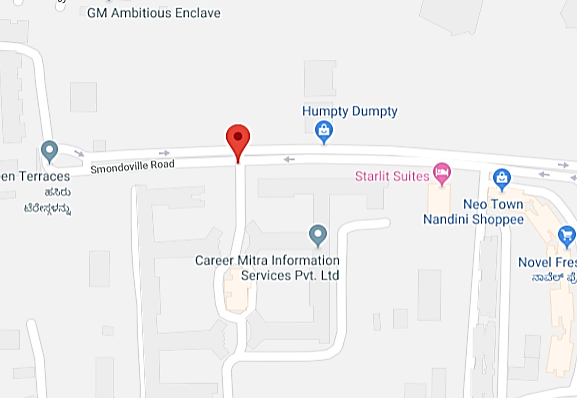 GM Ambitious Enclave
Humpty Dumpty
Smondoville Road
en Terraces
ಹಸಿರು
ಟೆರೇಸ್ಗಳನ್ನು
Starlit Suites
Neo Town
Nandini Shoppee
Career Mitra Information
Services Pvt. Ltd
Novel Fres
ನಾವೆಲ್ ಫ್ರೆ